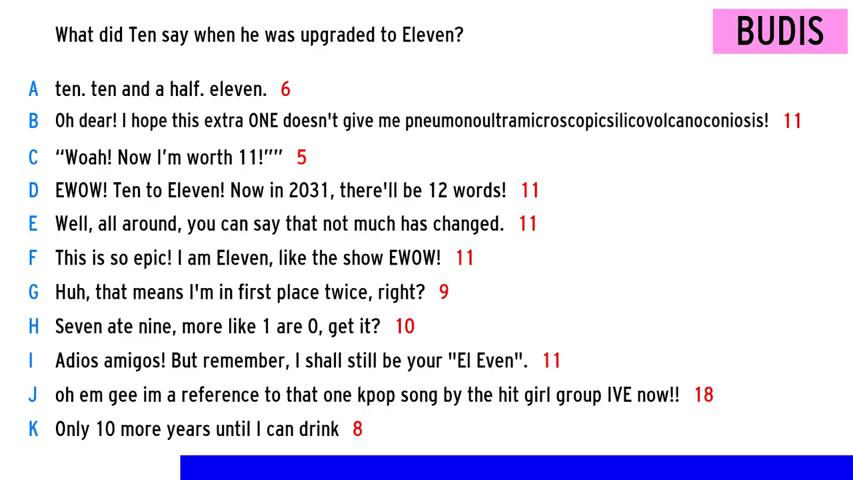 What did Ten say when he was upgraded to Eleven?
BUDIS
A ten. ten and a half. eleven. 6
B Oh dear! I hope this extra ONE doesn't give me pneumonoultramicroscopicsilicovolcanoconiosis! 11
C “Woah! Now I’m worth 11!”” 5
D EWOW! Ten to Eleven! Now in 2031, there'll be 12 words! 11
E Well, all around, you can say that not much has changed. 11
F This is so epic! I am Eleven, like the show EWOW! 11
G Huh, that means I'm in first place twice, right? 9
H Seven ate nine, more like 1 are 0, get it? 10
I Adios amigos! But remember, I shall still be your "El Even". 11
J oh em gee im a reference to that one kpop song by the hit girl group IVE now!! 18
K Only 10 more years until I can drink 8